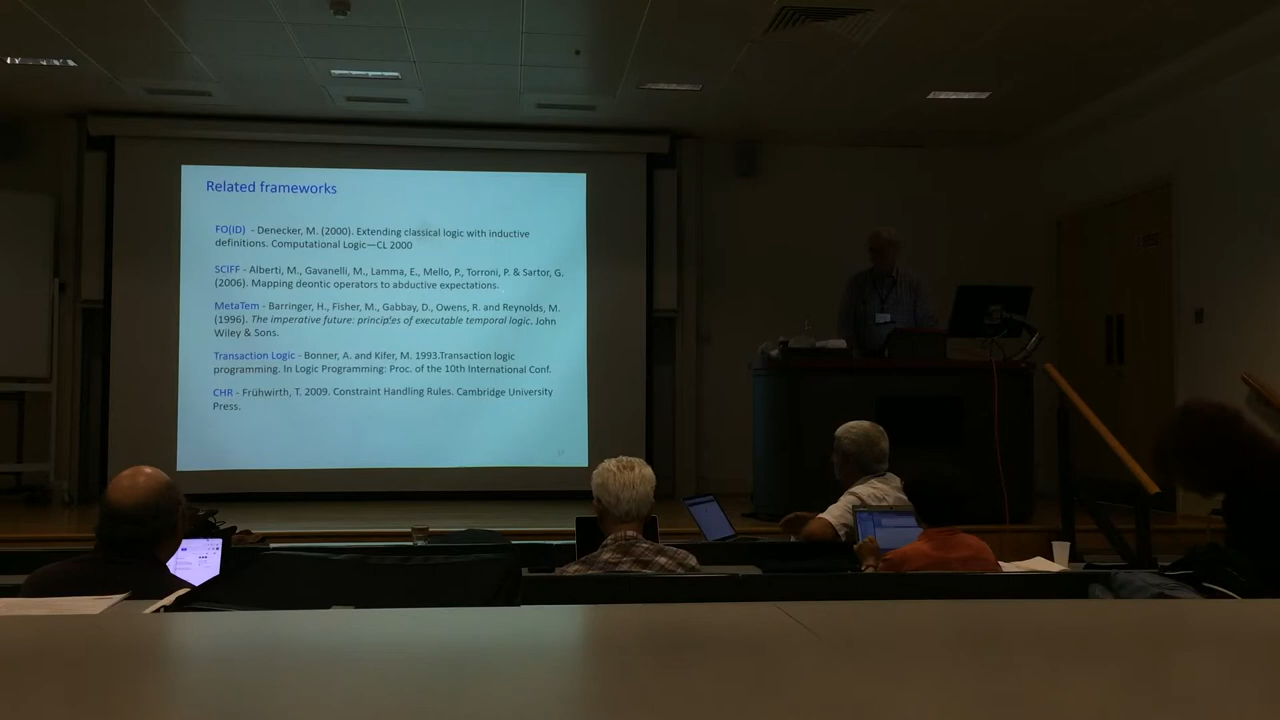 Related frameworks
FO(ID) - Denecker, M. (2000). Extending classical logic with inductive
definitions. Computational Logic—CL 2000
SCIFF - Alberti, M., Gavanelli, M., Lamma, E., Mello, P., Torroni, P. & Sartor, G.
(2006). Mapping deontic operators to abductive expectations.
MetaTem - Barringer, H., Fisher, M., Gabbay, D., Owens, R. and Reynolds, M.
(1996). The imperative future: principles of executable temporal logic. John
Wiley & Sons.
Transaction Logic - Bonner, A. and Kifer, M. 1993.Transaction logic
programming. In Logic Programming: Proc. of the 10th International Conf.
CHR - Frühwirth, T. 2009. Constraint Handling Rules. Cambridge University
Press.